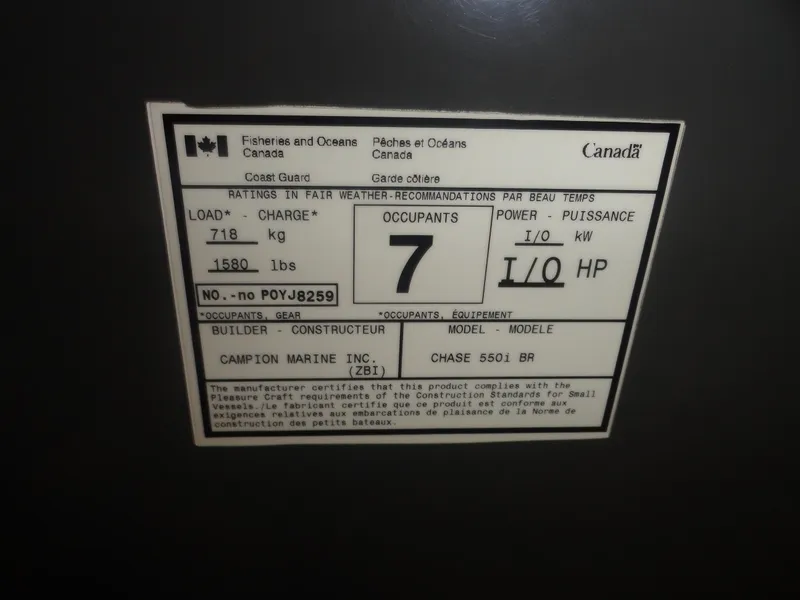 Fisheries and Oceans Canada Pêches et Océans Canada Canada
Coast Guard Garde côtière
RATINGS IN FAIR WEATHER-RECOMMANDATIONS PAR BEAU TEMPS
LOAD* - CHARGE* OCCUPANTS POWER - PUISSANCE
718 kg 7 I/O kW
1580 lbs I/O HP
NO.-no POYJ8259
*OCCUPANTS, GEAR *OCCUPANTS, ÉQUIPEMENT
BUILDER - CONSTRUCTEUR MODEL - MODELE
CAMPION MARINE INC. CHASE 550i BR
(ZBI)
The manufacturer certifies that this product complies with the
Pleasure Craft requirements of the Construction Standards for Small
Vessels./Le fabricant certifie que ce produit est conforme aux
exigences relatives aux embarcations de plaisance de la Norme de
construction des petits bateaux.